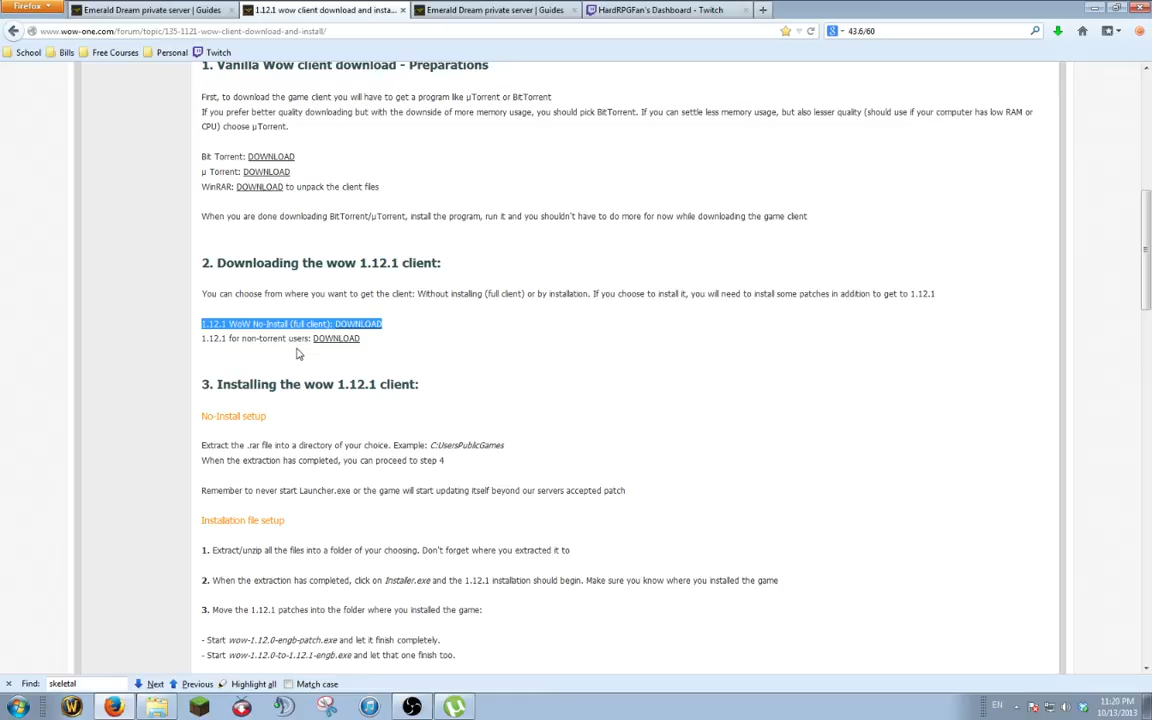 Firefox
Emerald Dream private server | Guides
1.12.1 wow client download and insta...
Emerald Dream private server | Guides
HardRPGFan's Dashboard - Twitch
www.wow-one.com/forum/topic/135-1121-wow-client-download-and-install/
43.6/60
School
Bills
Free Courses
Personal
Twitch
1. Vanilla Wow client download - Preparations
First, to download the game client you will have to get a program like µTorrent or BitTorrent
If you prefer better quality downloading but with the downside of more memory usage, you should pick BitTorrent. If you can settle less memory usage, but also lesser quality (should use if your computer has low RAM or
CPU) choose µTorrent.
Bit Torrent: DOWNLOAD
µ Torrent: DOWNLOAD
WinRAR: DOWNLOAD to unpack the client files
When you are done downloading BitTorrent/µTorrent, install the program, run it and you shouldn't have to do more for now while downloading the game client
2. Downloading the wow 1.12.1 client:
You can choose from where you want to get the client: Without installing (full client) or by installation. If you choose to install it, you will need to install some patches in addition to get to 1.12.1
1.12.1 WoW No-Install (full client): DOWNLOAD
1.12.1 for non-torrent users: DOWNLOAD
3. Installing the wow 1.12.1 client:
No-Install setup
Extract the .rar file into a directory of your choice. Example: C:UsersPublicGames
When the extraction has completed, you can proceed to step 4
Remember to never start Launcher.exe or the game will start updating itself beyond our servers accepted patch
Installation file setup
1. Extract/unzip all the files into a folder of your choosing. Don't forget where you extracted it to
2. When the extraction has completed, click on Installer.exe and the 1.12.1 installation should begin. Make sure you know where you installed the game
3. Move the 1.12.1 patches into the folder where you installed the game:
- Start wow-1.12.0-engb-patch.exe and let it finish completely.
- Start wow-1.12.0-to-1.12.1-engb.exe and let that one finish too.
Find:
skeletal
Next
Previous
Highlight all
Match case
EN
11:20 PM
10/13/2013